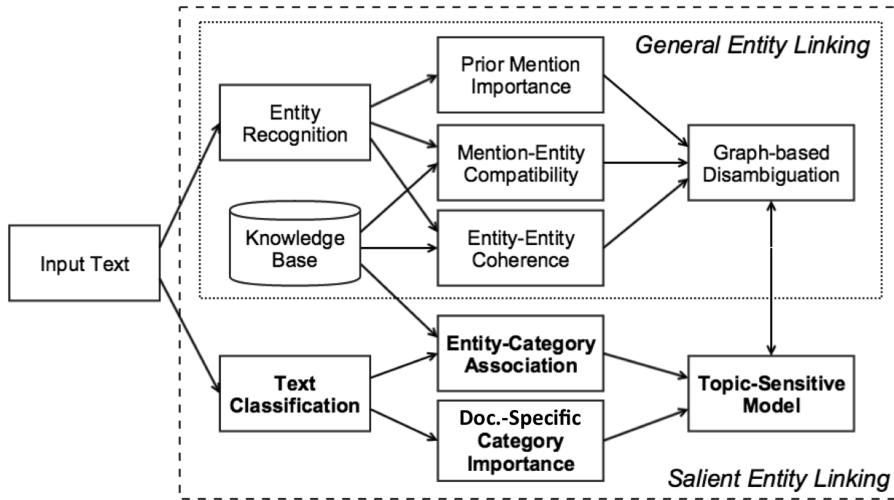 General Entity Linking
Prior Mention
Importance
Entity
Recognition
Mention-Entity
Compatibility
Graph-based
Disambiguation
Knowledge
Base
Entity-Entity
Coherence
Input Text
Entity-Category
Association
Text
Classification
Topic-Sensitive
Model
Doc.-Specific
Category
Importance
Salient Entity Linking